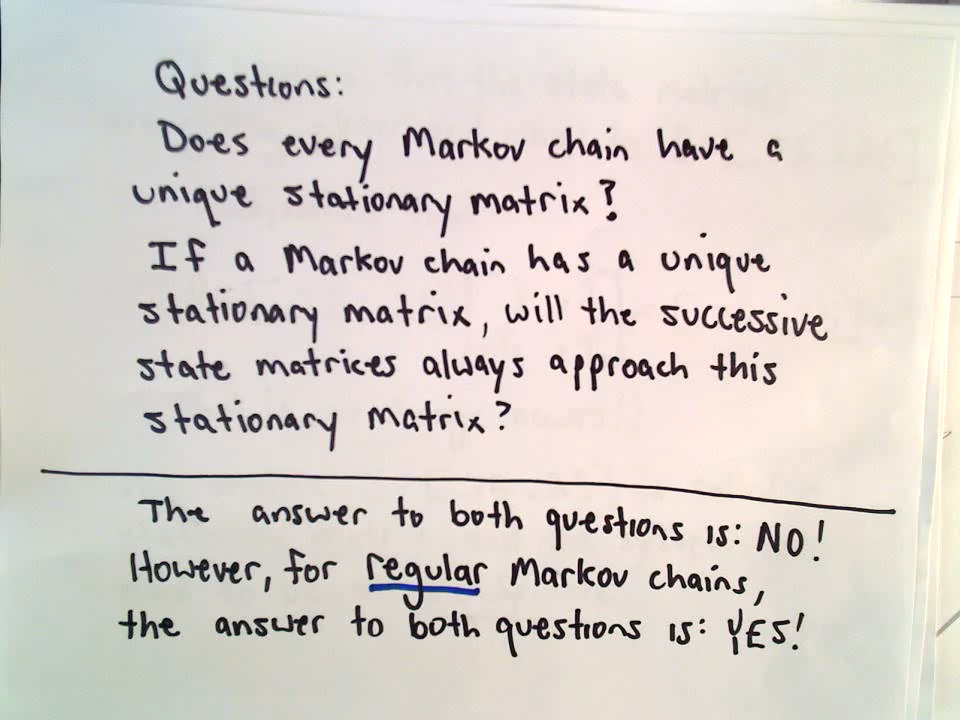 Questions:
Does every Markov chain have a
unique stationary matrix?
If a Markov chain has a unique
stationary matrix, will the successive
state matrices always approach this
stationary matrix?
The answer to both questions is: NO!
However, for regular Markov chains,
the answer to both questions is: YES!